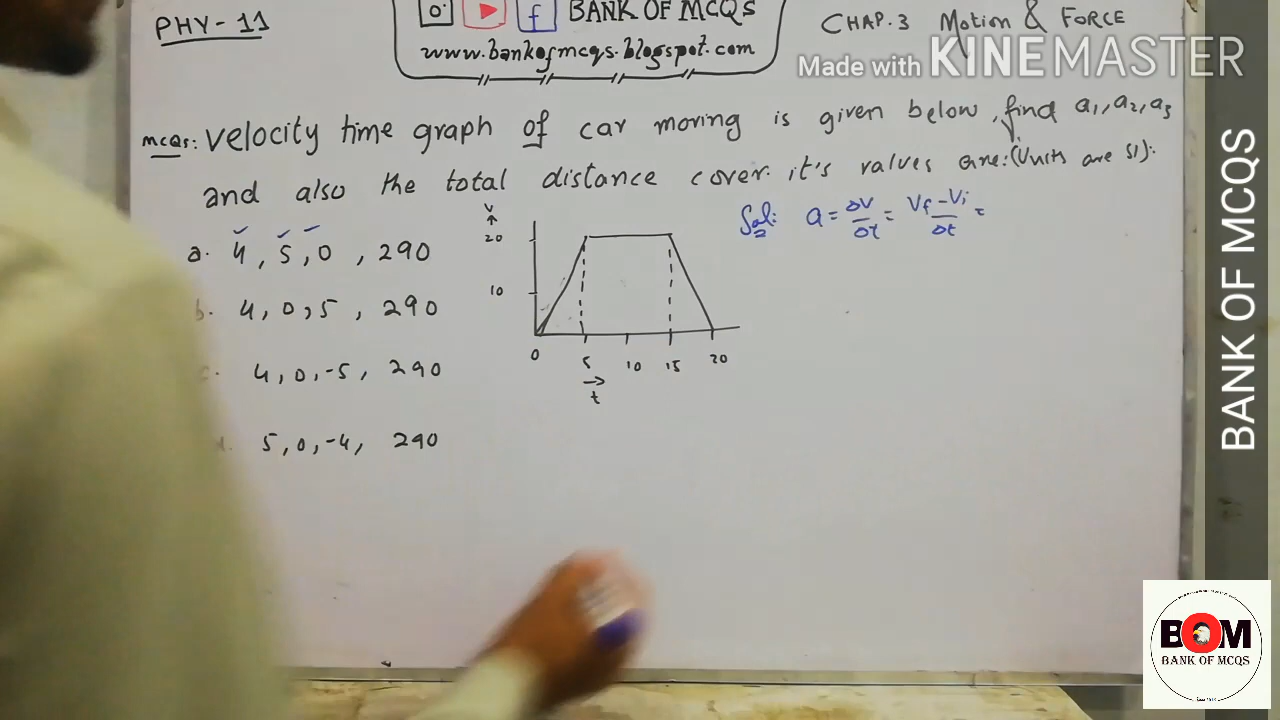 PHY-11
f BANK OF MCQS
www.bankofmcqs.blogspot.com
CHAP.3 Motion & FORCE
Made with KINEMASTER
MCQs: Velocity time graph of car moving is given below, find a1, a2, a3
and also the total distance cover. it's values are: (Units are SI).
a. 4, 5, 0, 290
b. 4, 0, 5, 290
c. 4, 0, -5, 290
5, 0, -4, 290
v
20
10
0 5 10 15 20
t
Sol: a = ΔV/Δt = Vf-Vi/Δt =
BANK OF MCQS
BOM
BANK OF MCQS